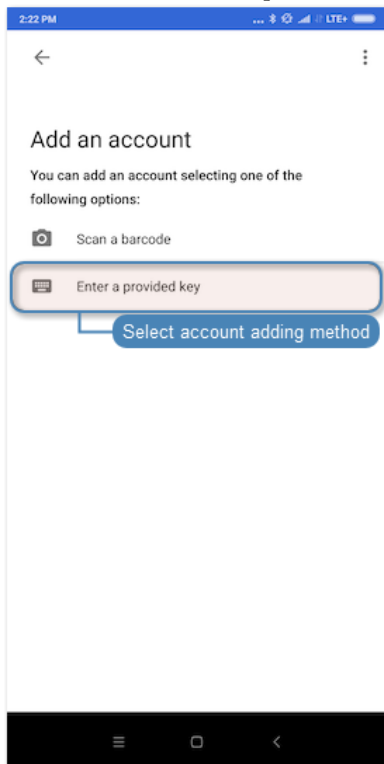 2:22 PM ... LTE+
Add an account
You can add an account selecting one of the
following options:
Scan a barcode
Enter a provided key
Select account adding method